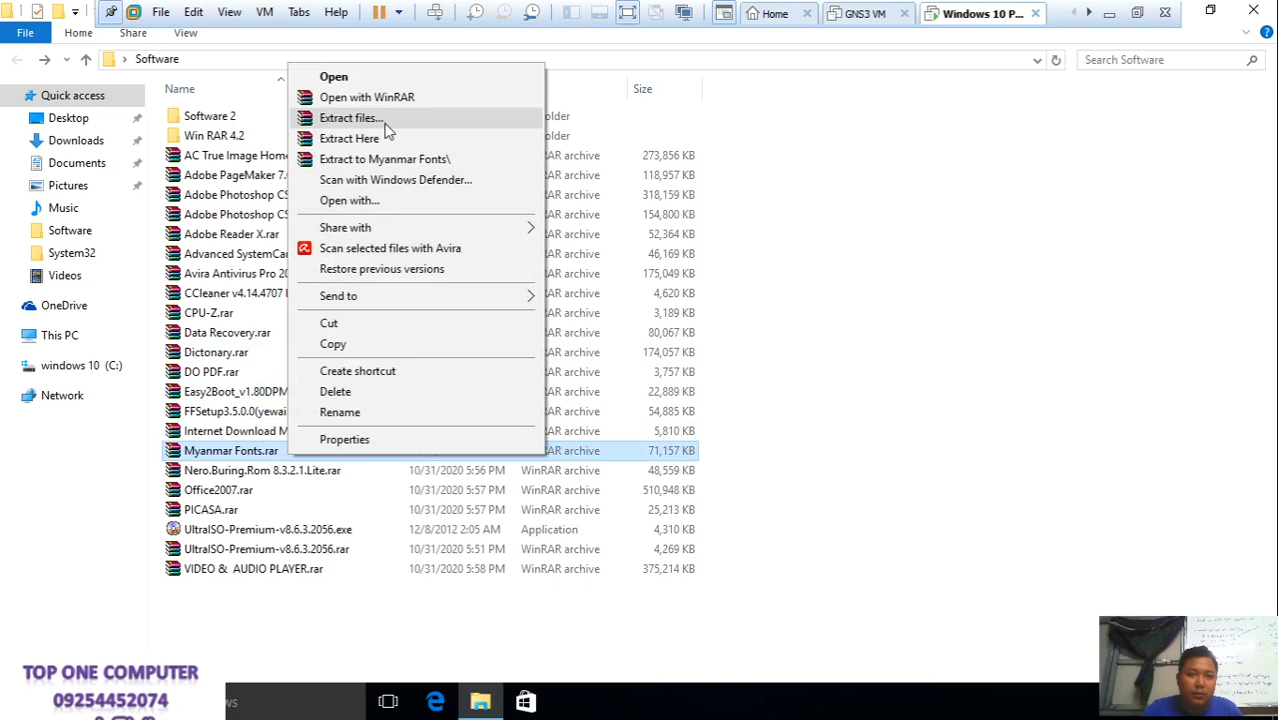 File Edit View VM Tabs Help
Home GNS3 VM Windows 10 P...
File Home Share View
Software
Search Software
Name Size
Quick access
Desktop
Downloads
Documents
Pictures
Music
Software
System32
Videos
OneDrive
This PC
windows 10 (C:)
Network
Software 2 older
Win RAR 4.2 older
AC True Image Hom RAR archive 273,856 KB
Adobe PageMaker 7. RAR archive 118,957 KB
Adobe Photoshop CS RAR archive 318,159 KB
Adobe Photoshop CS RAR archive 154,800 KB
Adobe Reader X.rar RAR archive 52,364 KB
Advanced SystemCar RAR archive 46,169 KB
Avira Antivirus Pro 20 RAR archive 175,049 KB
CCleaner v4.14.4707 RAR archive 4,620 KB
CPU-Z.rar RAR archive 3,189 KB
Data Recovery.rar RAR archive 80,067 KB
Dictonary.rar RAR archive 174,057 KB
DO PDF.rar RAR archive 3,757 KB
Easy2Boot_v1.80DPM RAR archive 22,889 KB
FFSetup3.5.0.0(yewai RAR archive 54,885 KB
Internet Download M RAR archive 5,810 KB
Myanmar Fonts.rar RAR archive 71,157 KB
Nero.Buring.Rom 8.3.2.1.Lite.rar 10/31/2020 5:56 PM WinRAR archive 48,559 KB
Office2007.rar 10/31/2020 5:57 PM WinRAR archive 510,948 KB
PICASA.rar 10/31/2020 5:57 PM WinRAR archive 25,213 KB
UltraISO-Premium-v8.6.3.2056.exe 12/8/2012 2:05 AM Application 4,310 KB
UltraISO-Premium-v8.6.3.2056.rar 10/31/2020 5:51 PM WinRAR archive 4,269 KB
VIDEO & AUDIO PLAYER.rar 10/31/2020 5:58 PM WinRAR archive 375,214 KB
Open
Open with WinRAR
Extract files...
Extract Here
Extract to Myanmar Fonts\
Scan with Windows Defender...
Open with...
Share with
Scan selected files with Avira
Restore previous versions
Send to
Cut
Copy
Create shortcut
Delete
Rename
Properties
TOP ONE COMPUTER
09254452074
ws